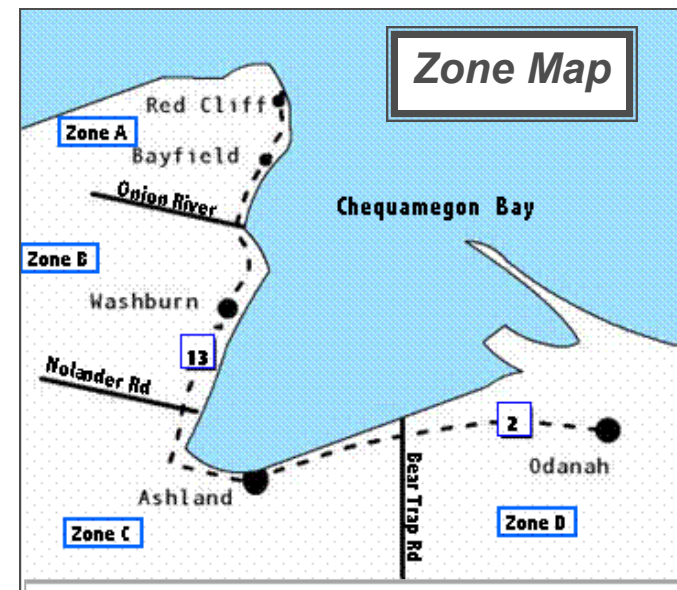 Zone Map
Red Cliff
Zone A
Bayfield
Onion River
Chequamegon Bay
Zone B
Washburn
13
Nolander Rd
2
Bear Trap Rd
Odanah
Ashland
Zone C
Zone D